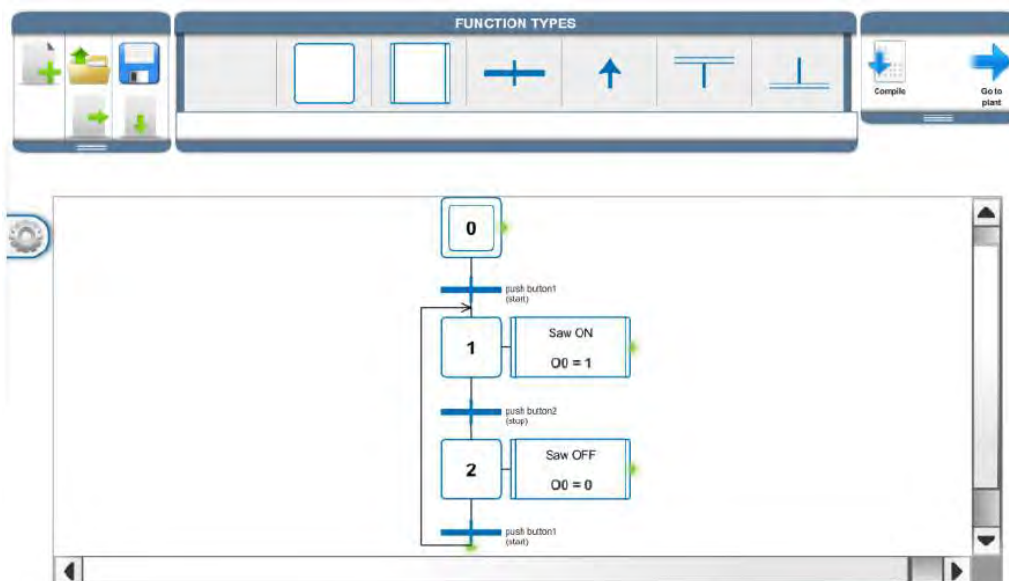 FUNCTION TYPES
Compile
Go to
plant
0
push button1
(start)
1
Saw ON
O0 = 1
push button2
(stop)
2
Saw OFF
O0 = 0
push button1
(start)